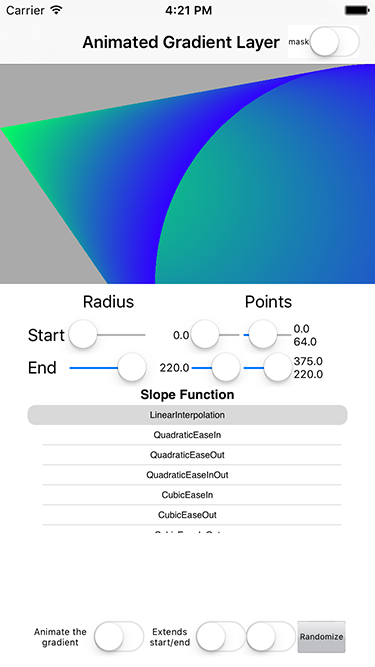 Carrier 4:21 PM
Animated Gradient Layer mask
Radius Points
Start 0.0 0.0
64.0
End 220.0 375.0
220.0
Slope Function
LinearInterpolation
QuadraticEaseIn
QuadraticEaseOut
QuadraticEaseInOut
CubicEaseIn
CubicEaseOut
Animate the
gradient
Extends
start/end
Randomize